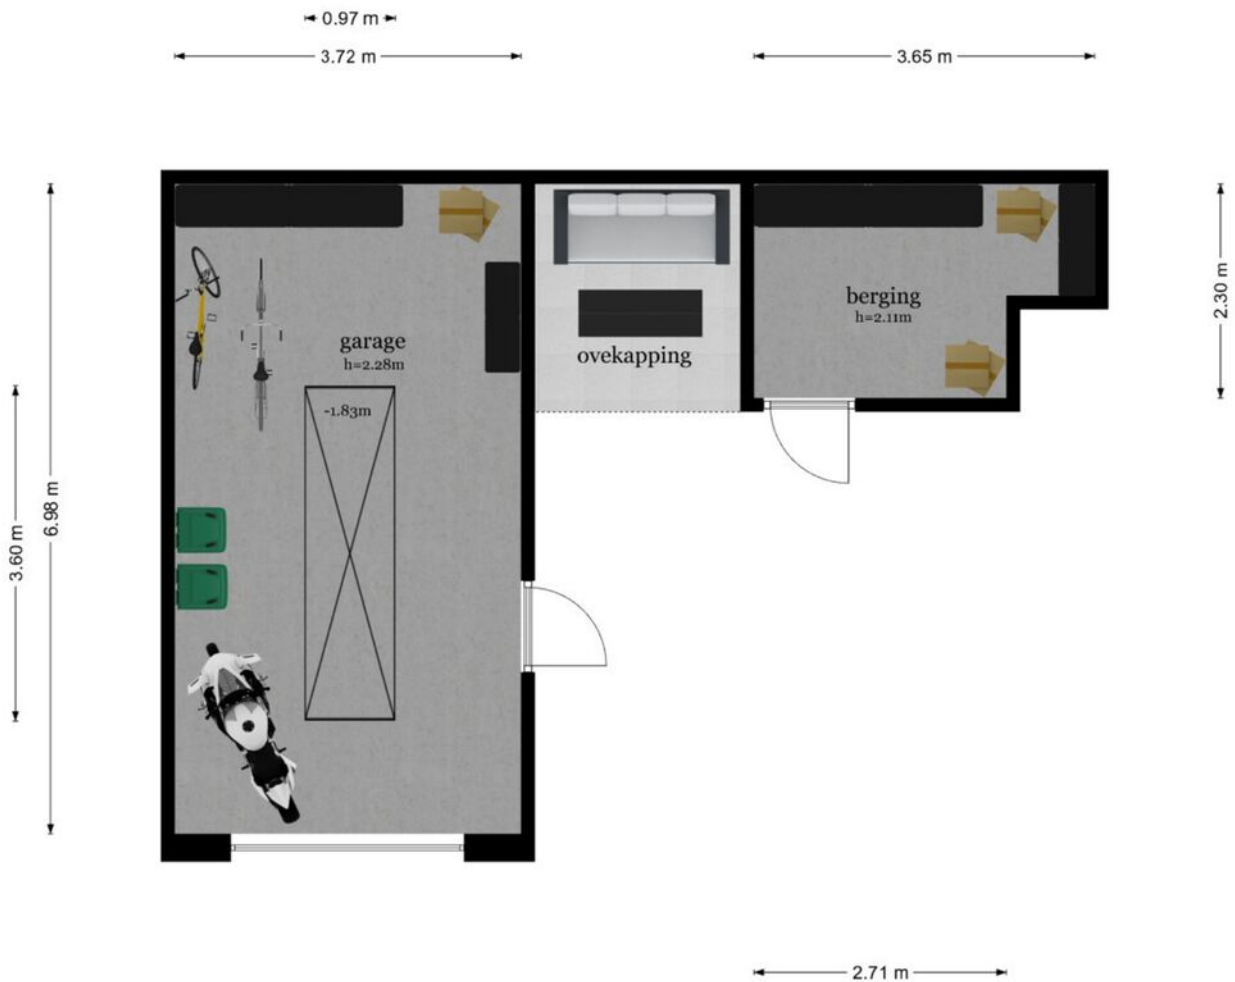 0.97 m
3.72 m
3.65 m
2.30 m
berging
h=2.11m
garage
h=2.28m
ovekapping
-1.83m
6.98 m
3.60 m
2.71 m